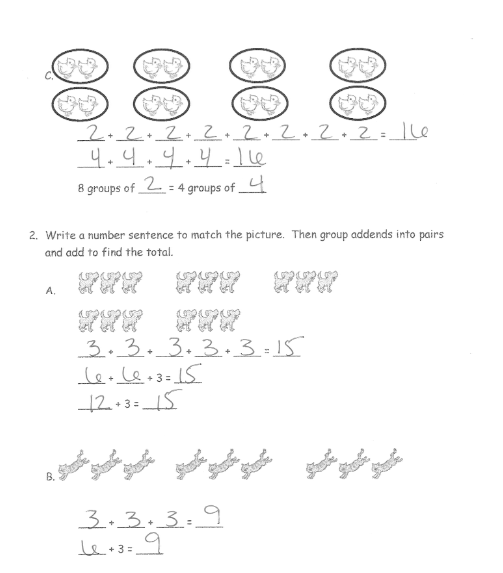 C.
2 + 2 + 2 + 2 + 2 + 2 + 2 + 2 = 16
4 + 4 + 4 + 4 = 16
8 groups of 2 = 4 groups of 4
2. Write a number sentence to match the picture. Then group addends into pairs
and add to find the total.
A.
3 + 3 + 3 + 3 + 3 = 15
6 + 6 + 3 = 15
12 + 3 = 15
B.
3 + 3 + 3 = 9
6 + 3 = 9